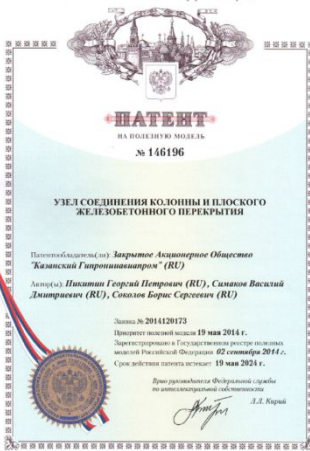 ПАТЕНТ
НА ПОЛЕЗНУЮ МОДЕЛЬ
№ 146196
УЗЕЛ СОЕДИНЕНИЯ КОЛОННЫ И ПЛОСКОГО
ЖЕЛЕЗОБЕТОННОГО ПЕРЕКРЫТИЯ
Патентообладатель(ли): Закрытое Акционерное Общество
"Казанский Гипронииавиапром" (RU)
Автор(ы): Никитин Георгий Петрович (RU), Симаков Василий
Дмитриевич (RU), Соколов Борис Сергеевич (RU)
Заявка № 2014120173
Приоритет полезной модели 19 мая 2014 г.
Зарегистрировано в Государственном реестре полезных
моделей Российской Федерации 02 сентября 2014 г.
Срок действия патента истекает 19 мая 2024 г.
Врио руководителя Федеральной службы
по интеллектуальной собственности
Л.Л. Кирий